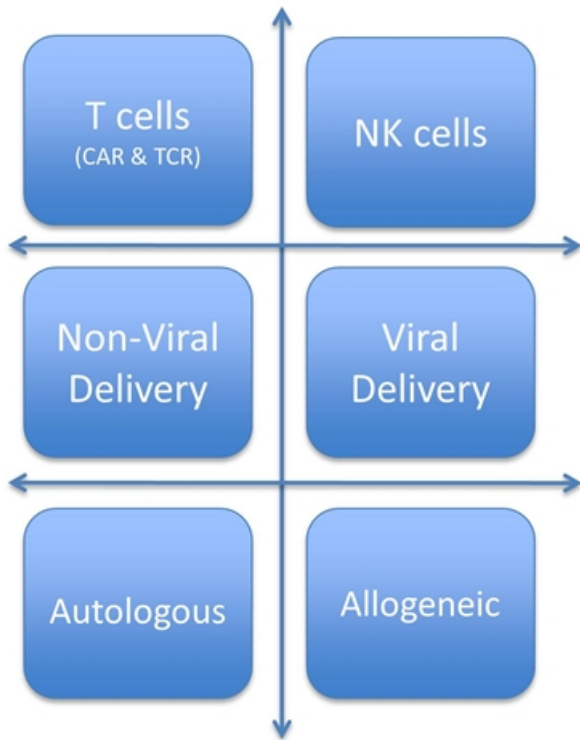 T cells
(CAR & TCR)
NK cells
Non-Viral
Delivery
Viral
Delivery
Autologous
Allogeneic